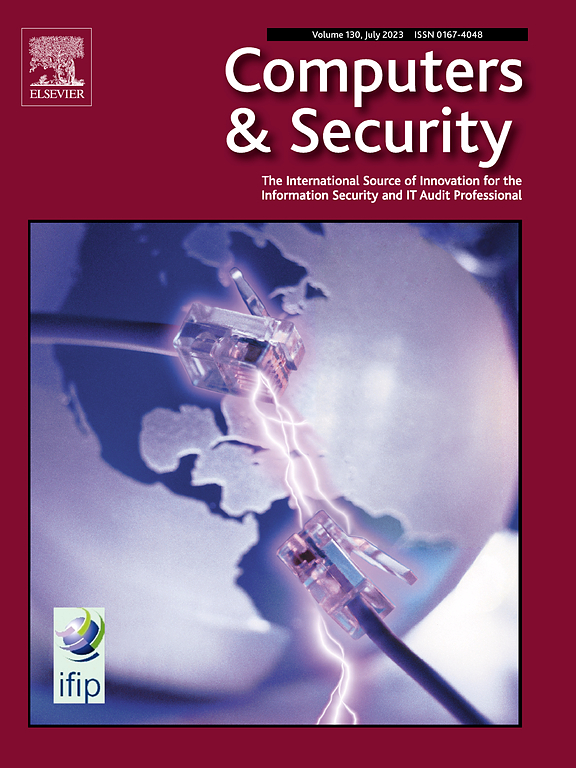 Volume 130, July 2023 ISSN 0167-4048
ELSEVIER
Computers
& Security
The International Source of Innovation for the
Information Security and IT Audit Professional
ifip